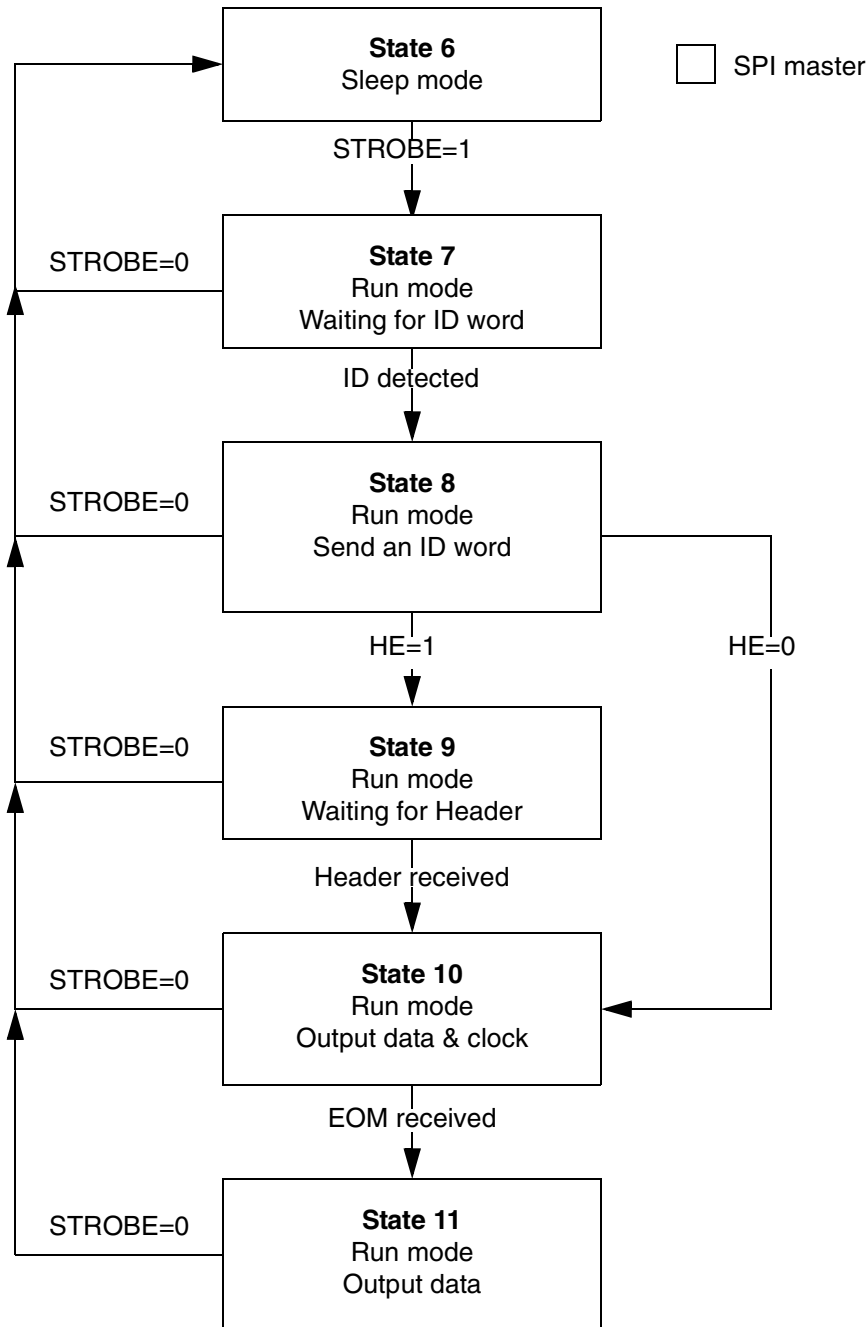 State 6
Sleep mode
SPI master
STROBE=1
STROBE=0
State 7
Run mode
Waiting for ID word
ID detected
STROBE=0
State 8
Run mode
Send an ID word
HE=1
HE=0
STROBE=0
State 9
Run mode
Waiting for Header
Header received
STROBE=0
State 10
Run mode
Output data & clock
EOM received
STROBE=0
State 11
Run mode
Output data